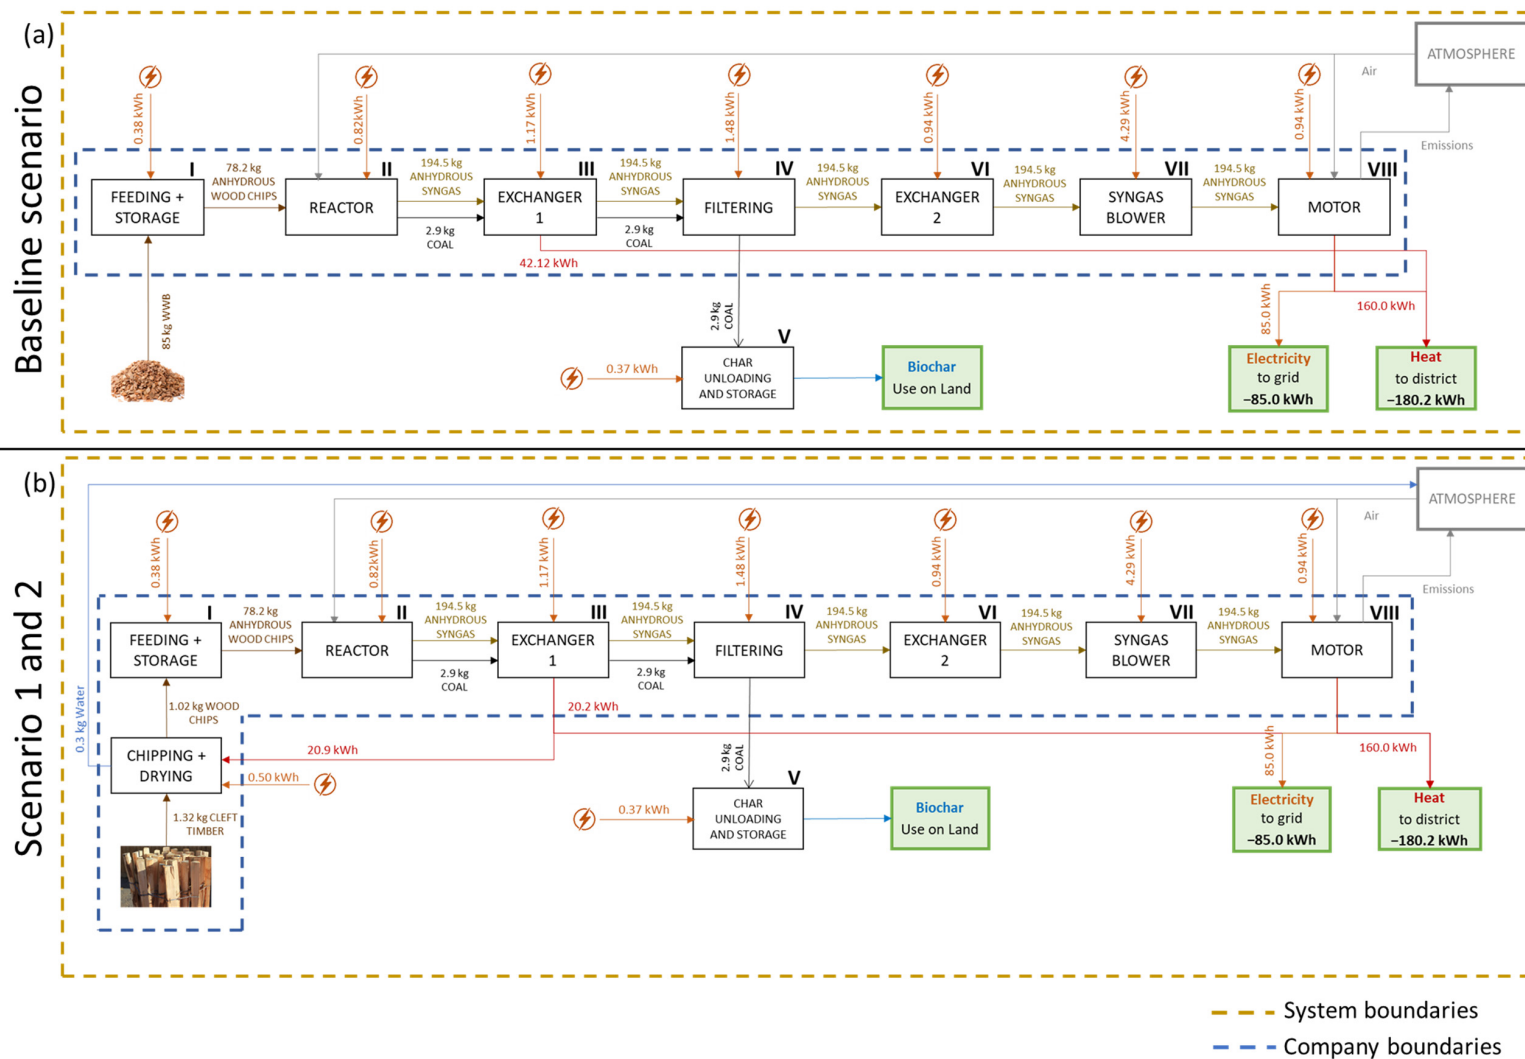 (a)
Baseline scenario
ATMOSPHERE
Air
Emissions
0.38 kWh
0.82kWh
1.17 kWh
1.48 kWh
0.94 kWh
4.29 kWh
0.94 kWh
I
II
III
IV
VI
VII
VIII
FEEDING +
STORAGE
78.2 kg
ANHYDROUS
WOOD CHIPS
REACTOR
194.5 kg
ANHYDROUS
SYNGAS
2.9 kg
COAL
EXCHANGER
1
194.5 kg
ANHYDROUS
SYNGAS
2.9 kg
COAL
FILTERING
194.5 kg
ANHYDROUS
SYNGAS
EXCHANGER
2
194.5 kg
ANHYDROUS
SYNGAS
SYNGAS
BLOWER
194.5 kg
ANHYDROUS
SYNGAS
MOTOR
42.12 kWh
85 kg WWB
2.9 kg
COAL
85.0 kWh
160.0 kWh
V
0.37 kWh
CHAR
UNLOADING
AND STORAGE
Biochar
Use on Land
Electricity
to grid
−85.0 kWh
Heat
to district
−180.2 kWh
(b)
Scenario 1 and 2
ATMOSPHERE
Air
Emissions
0.38 kWh
0.82kWh
1.17 kWh
1.48 kWh
0.94 kWh
4.29 kWh
0.94 kWh
I
II
III
IV
VI
VII
VIII
FEEDING +
STORAGE
78.2 kg
ANHYDROUS
WOOD CHIPS
REACTOR
194.5 kg
ANHYDROUS
SYNGAS
2.9 kg
COAL
EXCHANGER
1
194.5 kg
ANHYDROUS
SYNGAS
2.9 kg
COAL
FILTERING
194.5 kg
ANHYDROUS
SYNGAS
EXCHANGER
2
194.5 kg
ANHYDROUS
SYNGAS
SYNGAS
BLOWER
194.5 kg
ANHYDROUS
SYNGAS
MOTOR
0.3 kg Water
1.02 kg WOOD
CHIPS
20.2 kWh
CHIPPING +
DRYING
20.9 kWh
0.50 kWh
1.32 kg CLEFT
TIMBER
2.9 kg
COAL
85.0 kWh
160.0 kWh
V
0.37 kWh
CHAR
UNLOADING
AND STORAGE
Biochar
Use on Land
Electricity
to grid
−85.0 kWh
Heat
to district
−180.2 kWh
System boundaries
Company boundaries